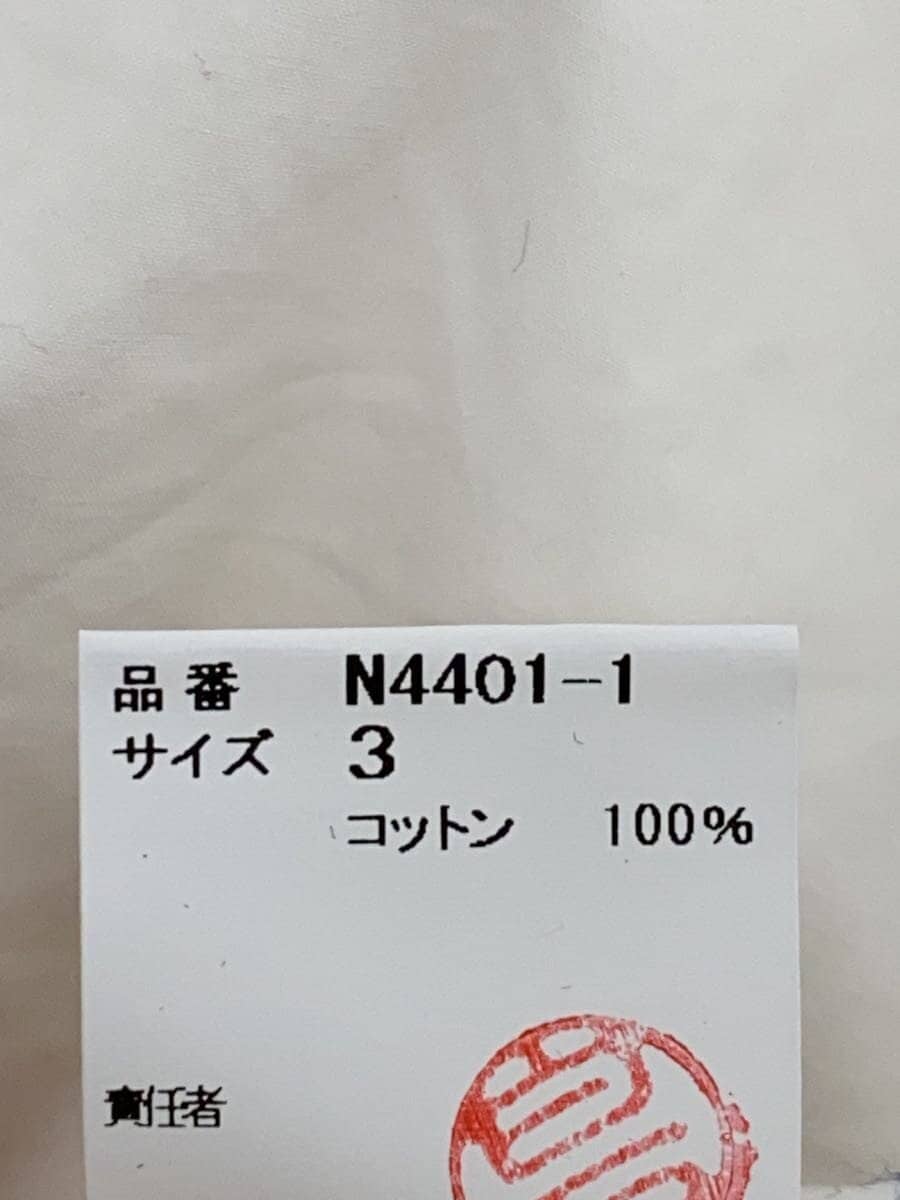 品番 N4401-1
サイズ 3
コットン 100%
責任者